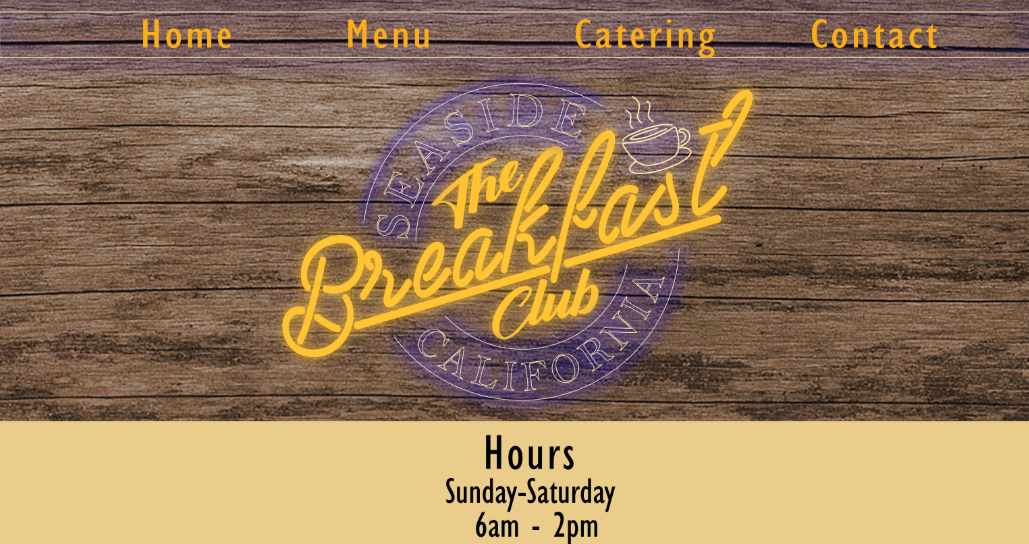 Home Menu Catering Contact
SEASIDE
The
Breakfast
Club
CALIFORNIA
Hours
Sunday-Saturday
6am - 2pm